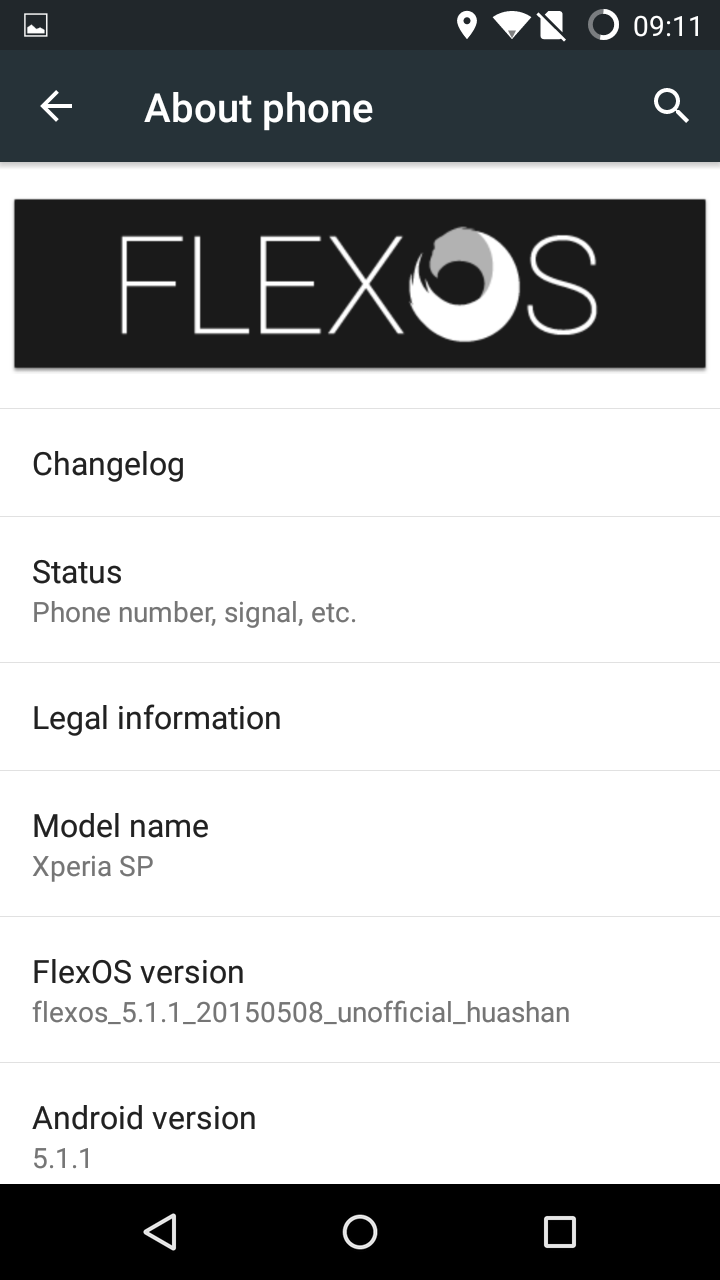 09:11
About phone
FLEXOS
Changelog
Status
Phone number, signal, etc.
Legal information
Model name
Xperia SP
FlexOS version
flexos_5.1.1_20150508_unofficial_huashan
Android version
5.1.1